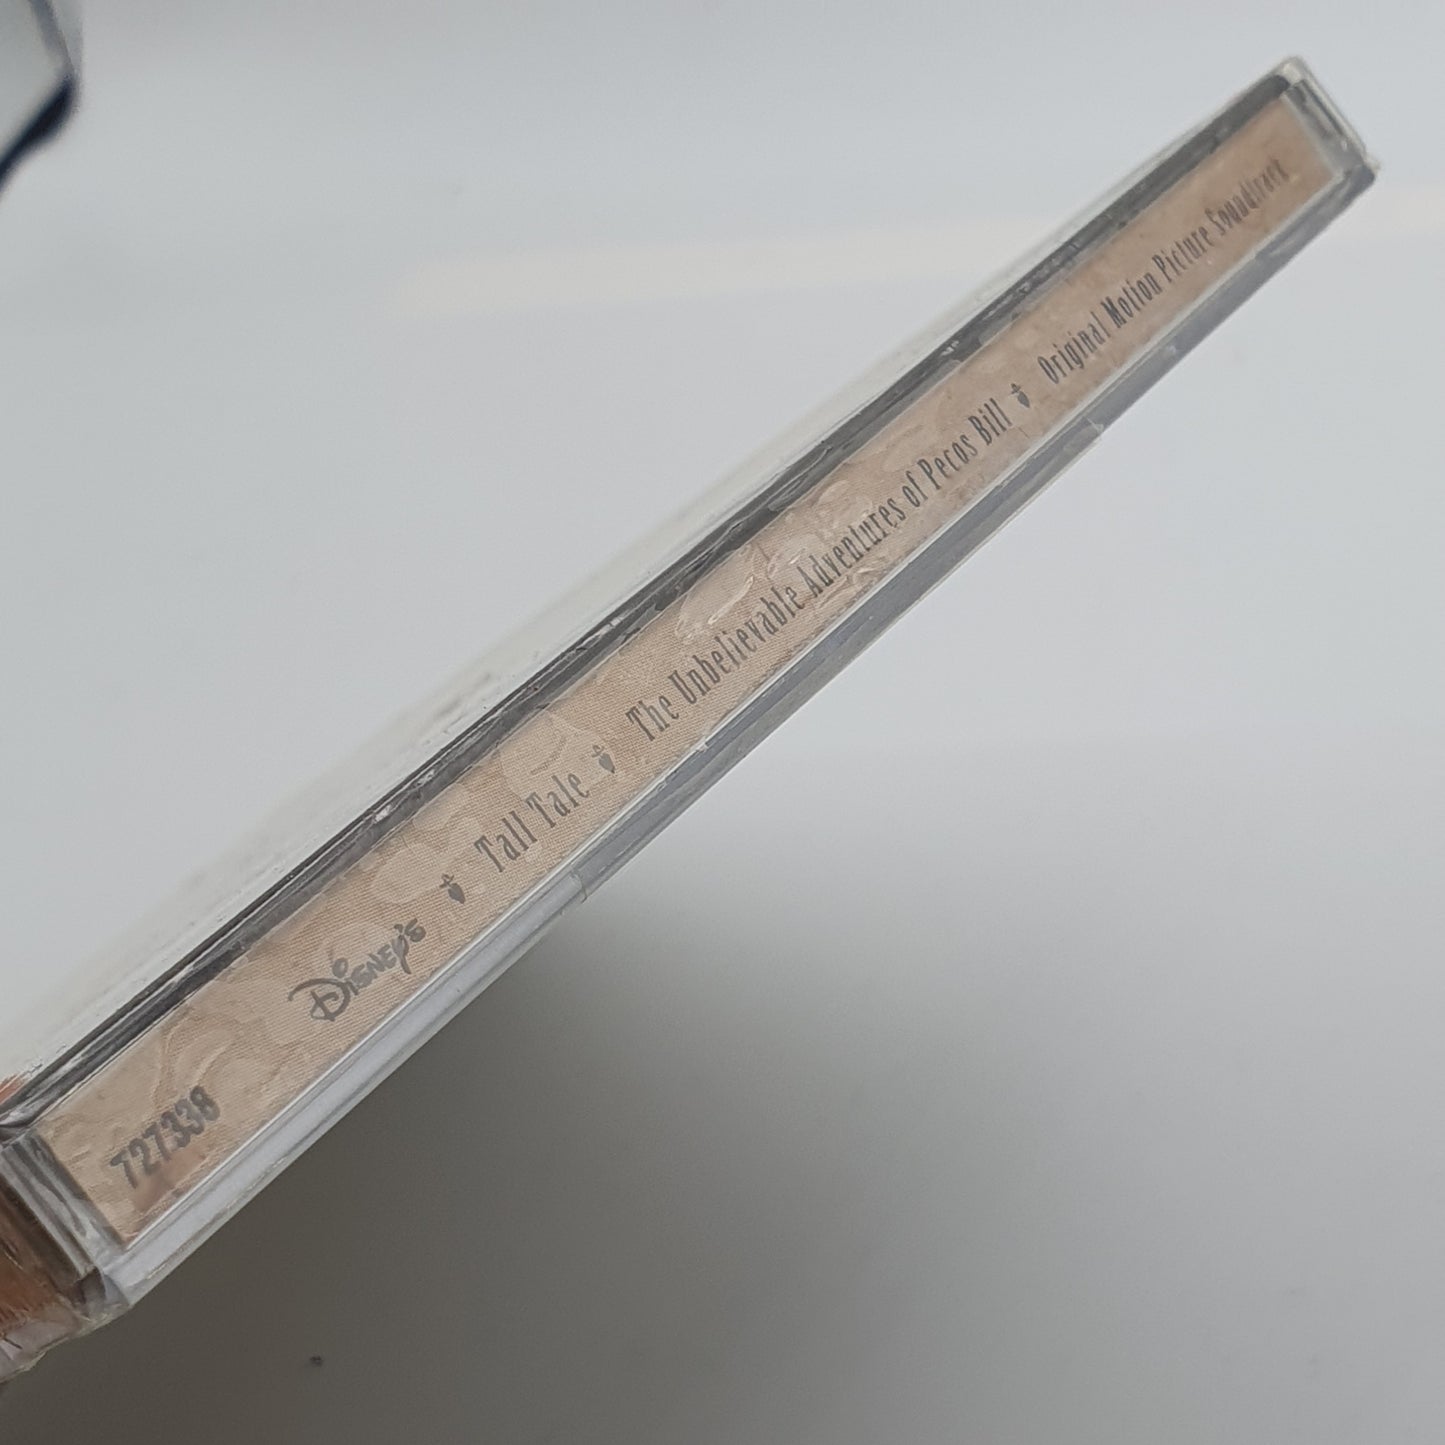 727338 Disney's Tall Tale The Unbelievable Adventures of Pecos Bill Original Motion Picture Soundtrack